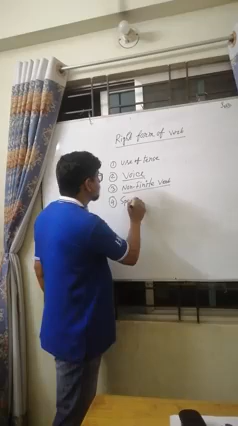 Right form of verb
① Use of tense
② Voice
③ Non-finite verb
④ Sp